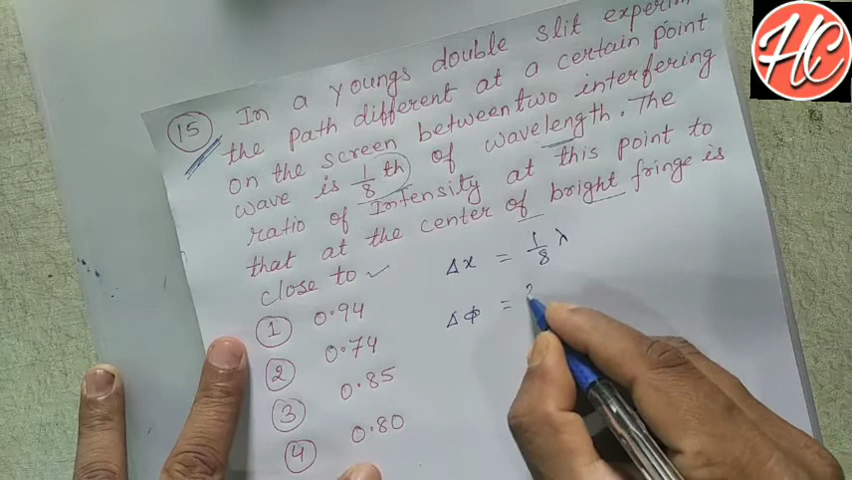 HC
15 In a youngs double slit experim
the path different at a certain point
on the screen between two interfering
wave is 1/8 th of wavelength. The
ratio of Intensity at this point to
that at the center of bright fringe is
close to
Δx = 1/8 λ
Δϕ =
1 0.94
2 0.74
3 0.85
4 0.80